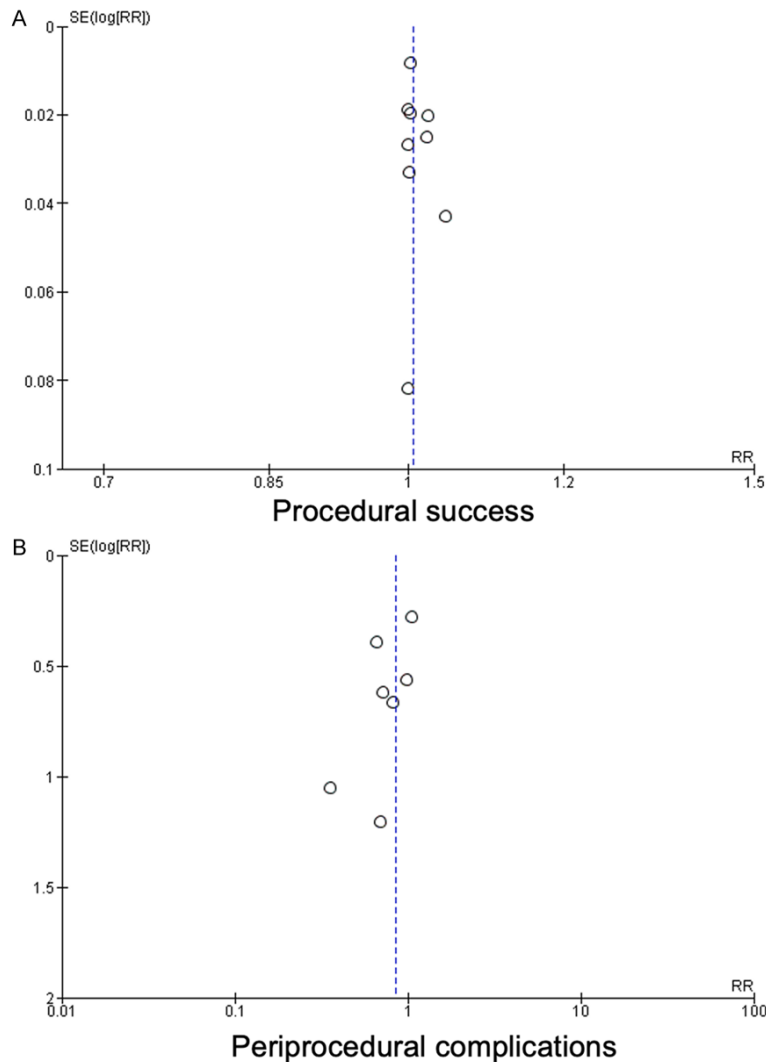 A
SE(log[RR])
0
0.02
0.04
0.06
0.08
0.1
RR
0.7 0.85 1 1.2 1.5
Procedural success
B
SE(log[RR])
0
0.5
1
1.5
2
RR
0.01 0.1 1 10 100
Periprocedural complications